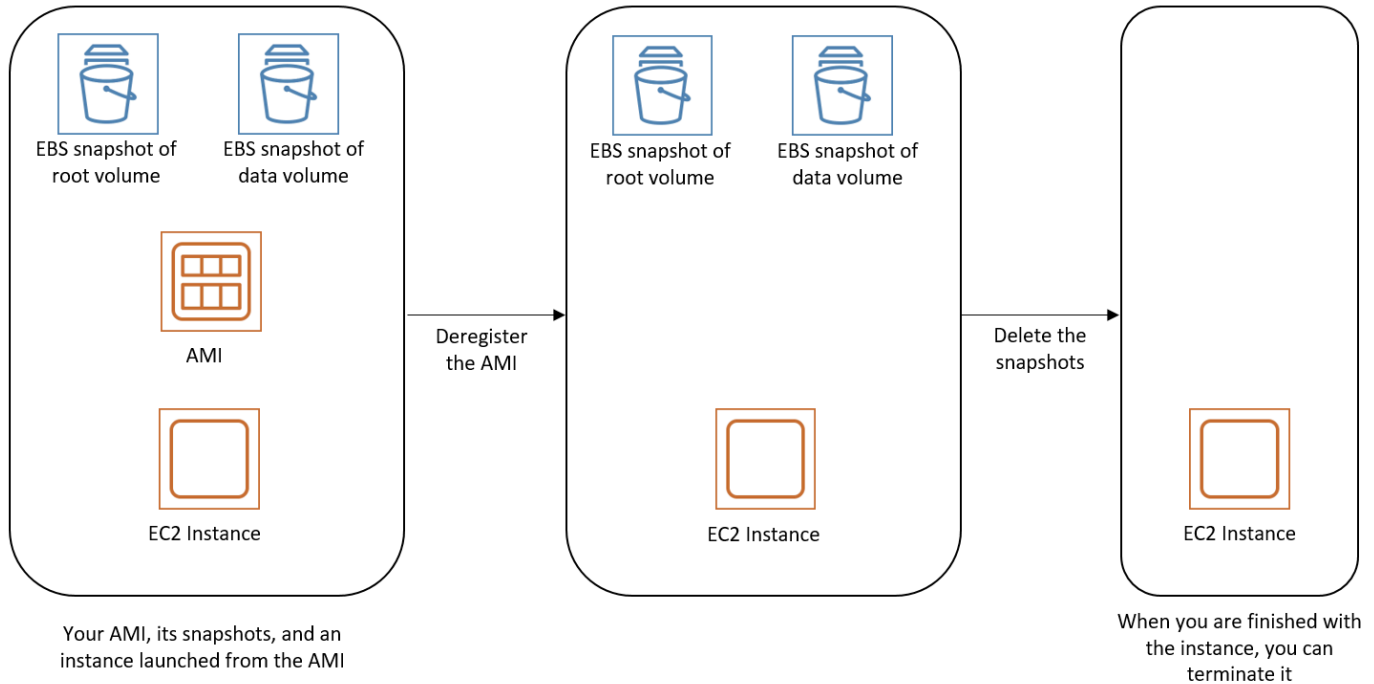 EBS snapshot of
root volume
EBS snapshot of
data volume
AMI
EC2 Instance
Your AMI, its snapshots, and an
instance launched from the AMI
Deregister
the AMI
EBS snapshot of
root volume
EBS snapshot of
data volume
EC2 Instance
Delete the
snapshots
EC2 Instance
When you are finished with
the instance, you can
terminate it